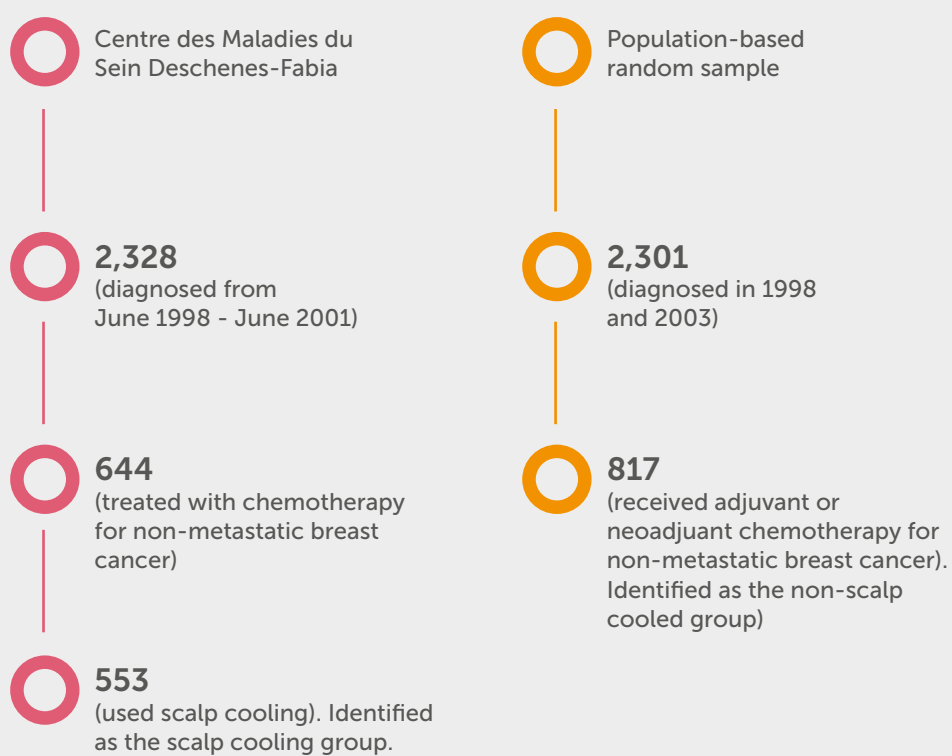 Centre des Maladies du
Sein Deschenes-Fabia
2,328
(diagnosed from
June 1998 - June 2001)
644
(treated with chemotherapy
for non-metastatic breast
cancer)
553
(used scalp cooling). Identified
as the scalp cooling group.
Population-based
random sample
2,301
(diagnosed in 1998
and 2003)
817
(received adjuvant or
neoadjuant chemotherapy for
non-metastatic breast cancer).
Identified as the non-scalp
cooled group)